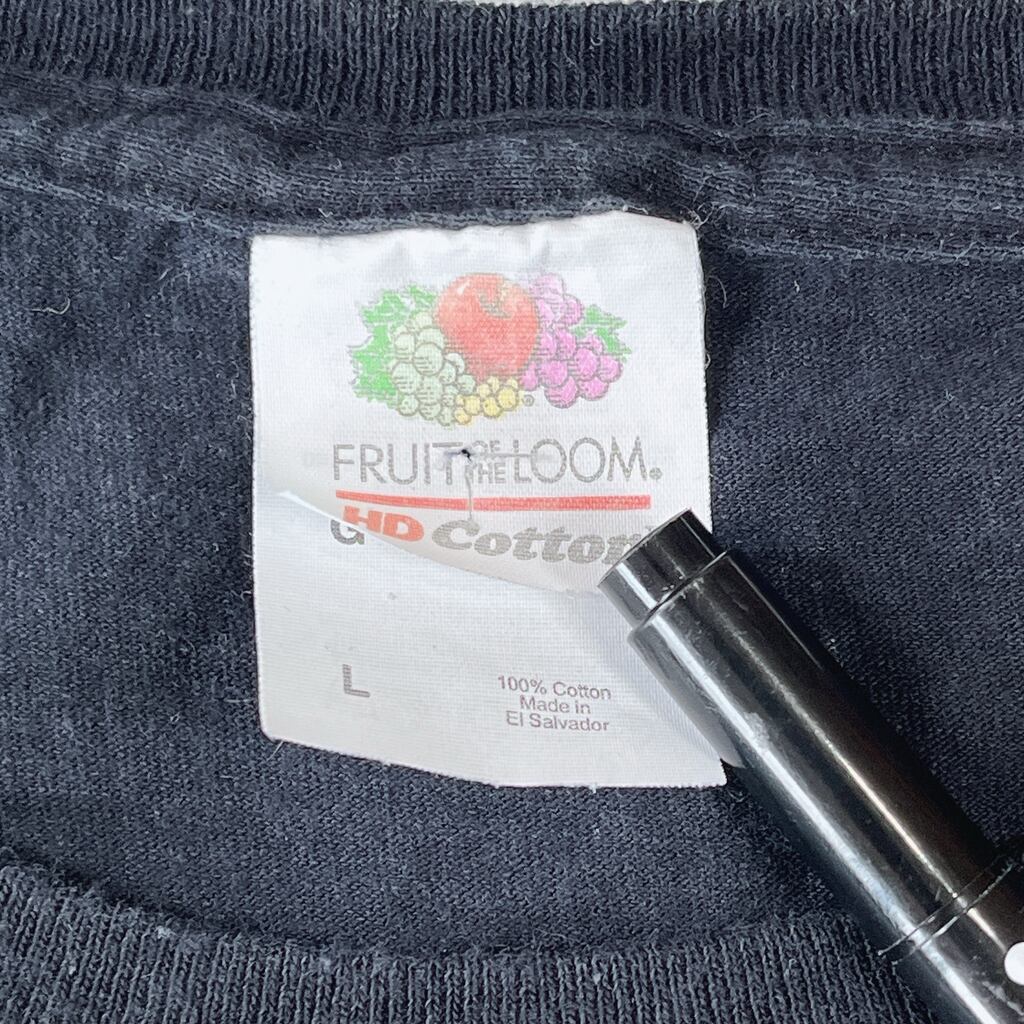 FRUIT OF THE LOOM®
HD Cotton
G
L
100% Cotton
Made in
El Salvador